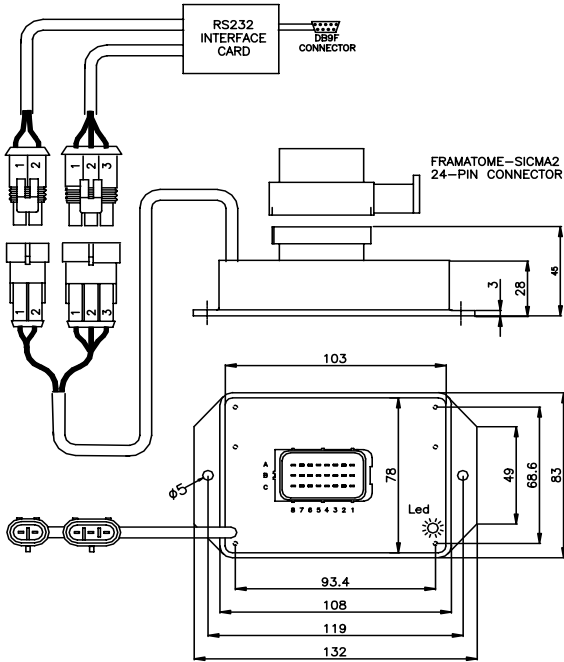 RS232
INTERFACE
CARD
DB9F
CONNECTOR
1 2
1 2 3
FRAMATOME-SICMA2
24-PIN CONNECTOR
1 2
1 2 3
3
28
45
103
A
B
C
8 7 6 5 4 3 2 1
78
49
68.6
83
ø5
Led
93.4
108
119
132